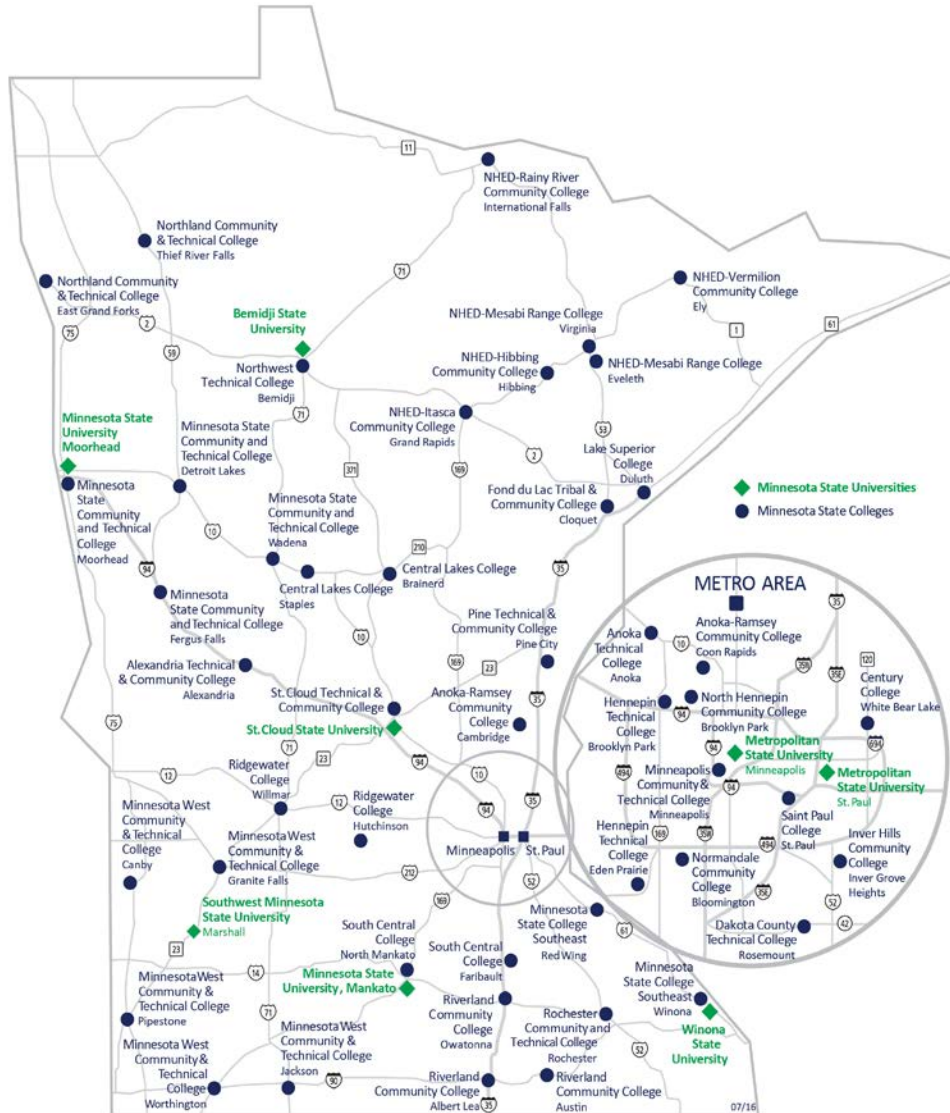 11
NHED-Rainy River
Community College
International Falls
Northland Community
& Technical College
Thief River Falls
71
Northland Community
& Technical College
East Grand Forks
NHED-Vermilion
Community College
Ely
61
Bemidji State
University
2
75
59
NHED-Mesabi Range College
Virginia
1
NHED-Hibbing
Community College
Hibbing
NHED-Mesabi Range College
Eveleth
Northwest
Technical College
Bemidji
71
Minnesota State
University
Moorhead
Minnesota State
Community and
Technical College
Detroit Lakes
NHED-Itasca
Community College
Grand Rapids
53
2
169
371
Lake Superior
College
Duluth
Minnesota
State
Community
and Technical
College
Moorhead
Fond du Lac Tribal &
Community College
Cloquet
Minnesota State Universities
Minnesota State Colleges
Minnesota State
Community and
Technical College
Wadena
10
210
94
35
Central Lakes College
Staples
Central Lakes College
Brainerd
Minnesota
State Community
and Technical College
Fergus Falls
Pine Technical &
Community College
Pine City
10
169
23
Alexandria Technical
& Community College
Alexandria
St. Cloud Technical &
Community College
Anoka-Ramsey
Community
College
Cambridge
35
St. Cloud State University
75
71
23
94
10
12
Ridgewater
College
Willmar
12
Ridgewater
College
Hutchinson
94
35
Minneapolis
St. Paul
Minnesota West
Community
& Technical
College
Canby
Minnesota West
Community &
Technical College
Granite Falls
212
169
52
Southwest Minnesota
State University
Marshall
23
South Central
College
North Mankato
South Central
College
Faribault
Minnesota
State College
Southeast
Red Wing
61
14
Minnesota State
University, Mankato
Minnesota West
Community &
Technical College
Pipestone
71
Riverland
Community
College
Owatonna
Rochester
Community and
Technical College
Rochester
Minnesota
State College
Southeast
Winona
Winona
State
University
52
Minnesota West
Community &
Technical
College
Worthington
Minnesota West
Community &
Technical College
Jackson
90
Riverland
Community College
Albert Lea
35
Riverland
Community College
Austin
07/16
METRO AREA
35
Anoka-Ramsey
Community College
Coon Rapids
Anoka
Technical
College
Anoka
10
35W
35E
120
Century
College
White Bear Lake
North Hennepin
Community College
Brooklyn Park
Hennepin
Technical
College
Brooklyn Park
94
94
694
Metropolitan
State University
Minneapolis
494
Minneapolis
Community &
Technical College
Minneapolis
94
Metropolitan
State University
St. Paul
Saint Paul
College
St. Paul
169
35W
494
Hennepin
Technical
College
Eden Prairie
Normandale
Community
College
Bloomington
35E
Inver Hills
Community
College
Inver Grove
Heights
52
42
Dakota County
Technical College
Rosemount